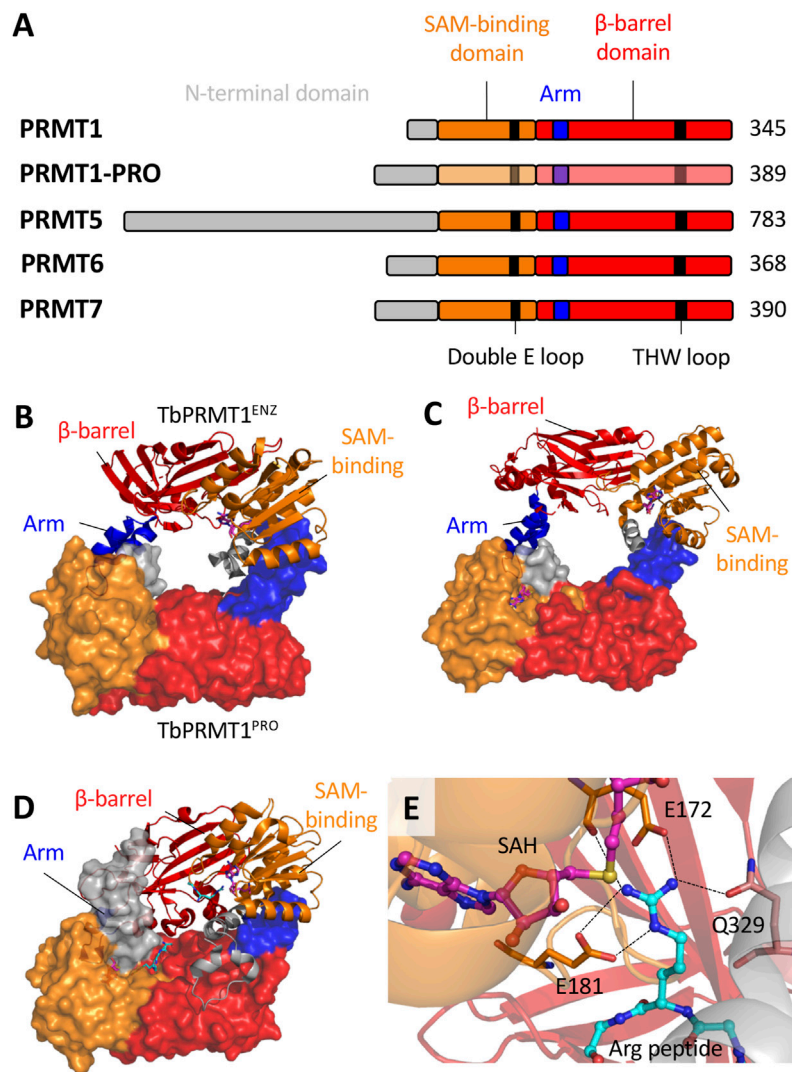 A
SAM-binding
domain
β-barrel
domain
N-terminal domain
Arm
PRMT1
345
PRMT1-PRO
389
PRMT5
783
PRMT6
368
PRMT7
390
Double E loop
THW loop
B
TbPRMT1ENZ
β-barrel
SAM-
binding
Arm
TbPRMT1PRO
C
β-barrel
Arm
SAM-
binding
D
β-barrel
SAM-
binding
Arm
E
E172
SAH
Q329
E181
Arg peptide